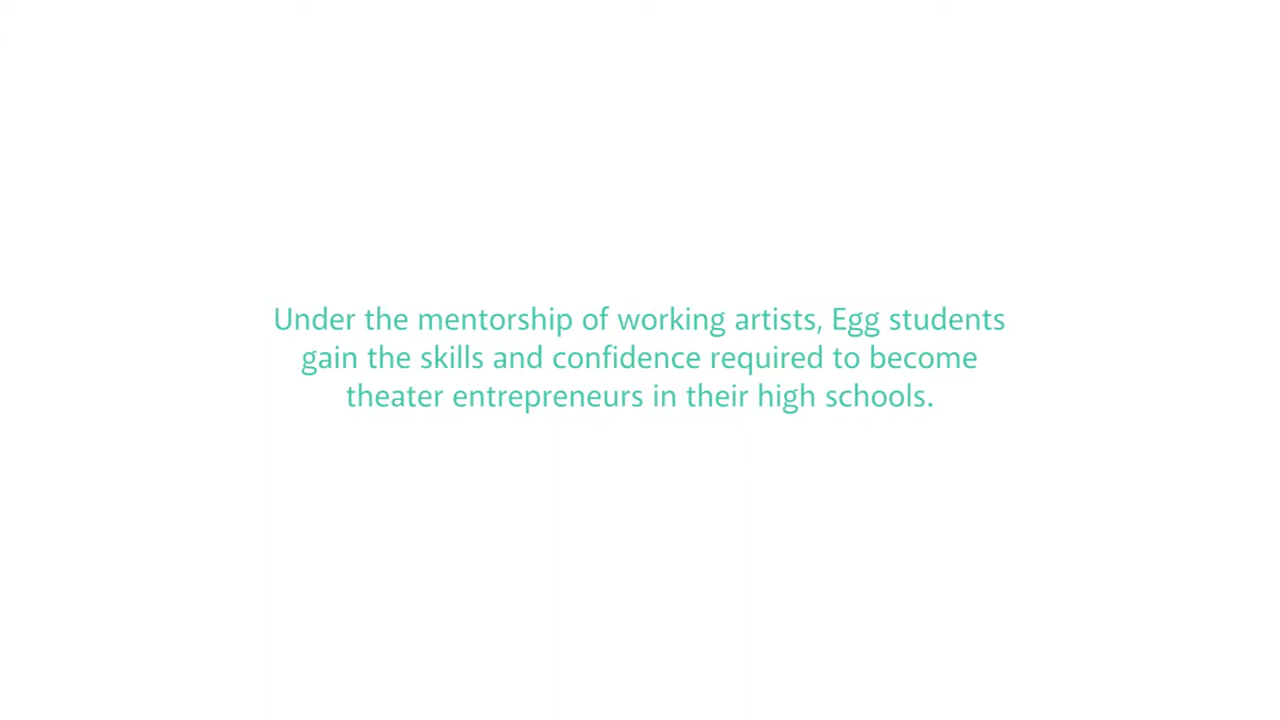 Under the mentorship of working artists, Egg students
gain the skills and confidence required to become
theater entrepreneurs in their high schools.